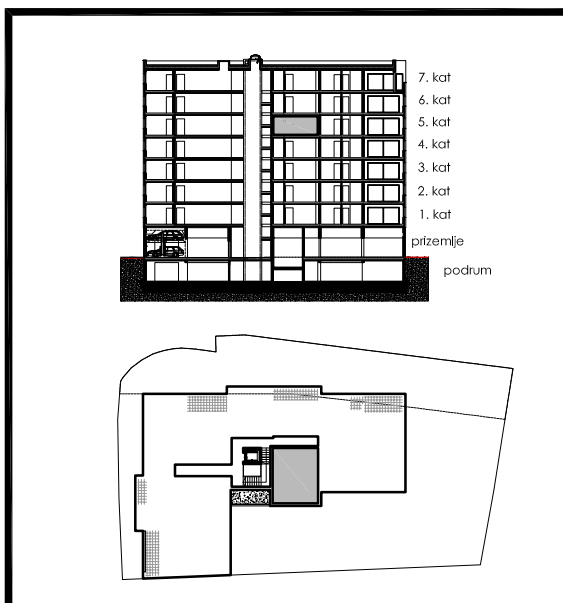 7. kat
6. kat
5. kat
4. kat
3. kat
2. kat
1. kat
prizemlje
podrum